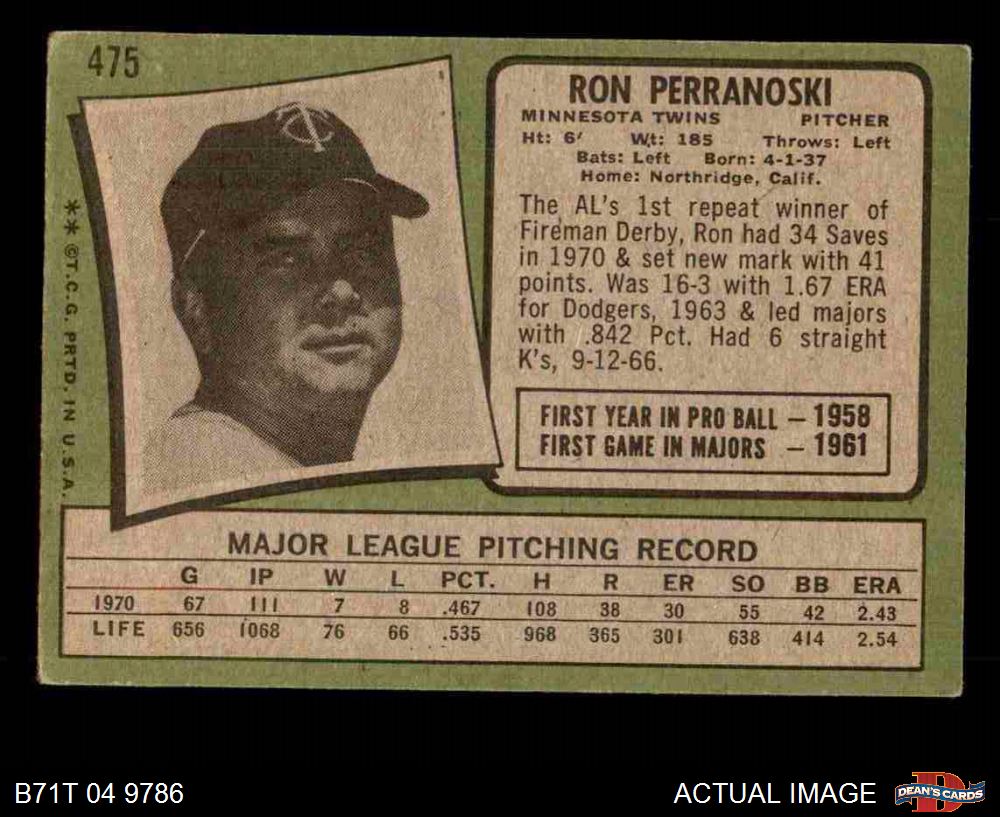 475
RON PERRANOSKI
MINNESOTA TWINS PITCHER
Ht: 6' Wt: 185 Throws: Left
Bats: Left Born: 4-1-37
Home: Northridge, Calif.
The AL's 1st repeat winner of
Fireman Derby, Ron had 34 Saves
in 1970 & set new mark with 41
points. Was 16-3 with 1.67 ERA
for Dodgers, 1963 & led majors
with .842 Pct. Had 6 straight
K's, 9-12-66.
FIRST YEAR IN PRO BALL – 1958
FIRST GAME IN MAJORS – 1961
** ©T.C.G. PRTD. IN U.S.A.
TC
MAJOR LEAGUE PITCHING RECORD
G IP W L PCT. H R ER SO BB ERA
1970 67 111 7 8 .467 108 38 30 55 42 2.43
LIFE 656 1068 76 66 .535 968 365 301 638 414 2.54
B71T 04 9786
ACTUAL IMAGE
D
DEAN'S CARDS